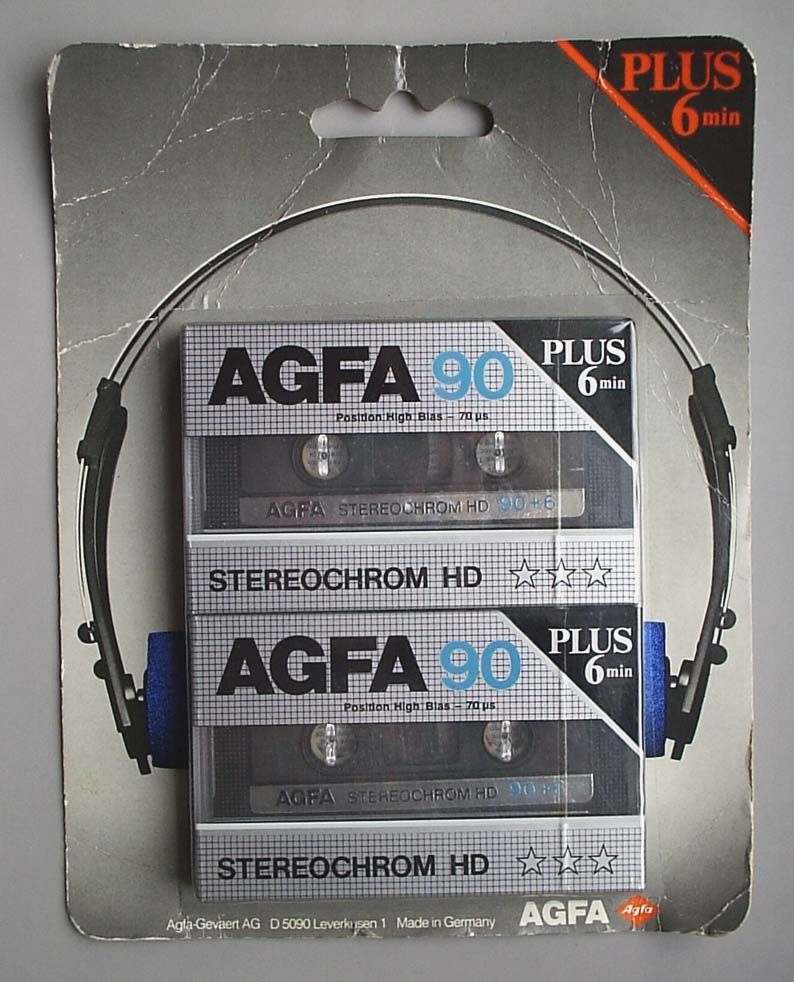 PLUS
6 min
AGFA 90
PLUS
6 min
Position High Bias – 70 µs
AGFA STEREOCHROM HD 90+6
STEREOCHROM HD ☆☆☆
AGFA 90
PLUS
6 min
Position High Bias – 70 µs
AGFA STEREOCHROM HD 90+6
STEREOCHROM HD ☆☆☆
Agfa-Gevaert AG D 5090 Leverkusen 1 Made in Germany AGFA Agfa